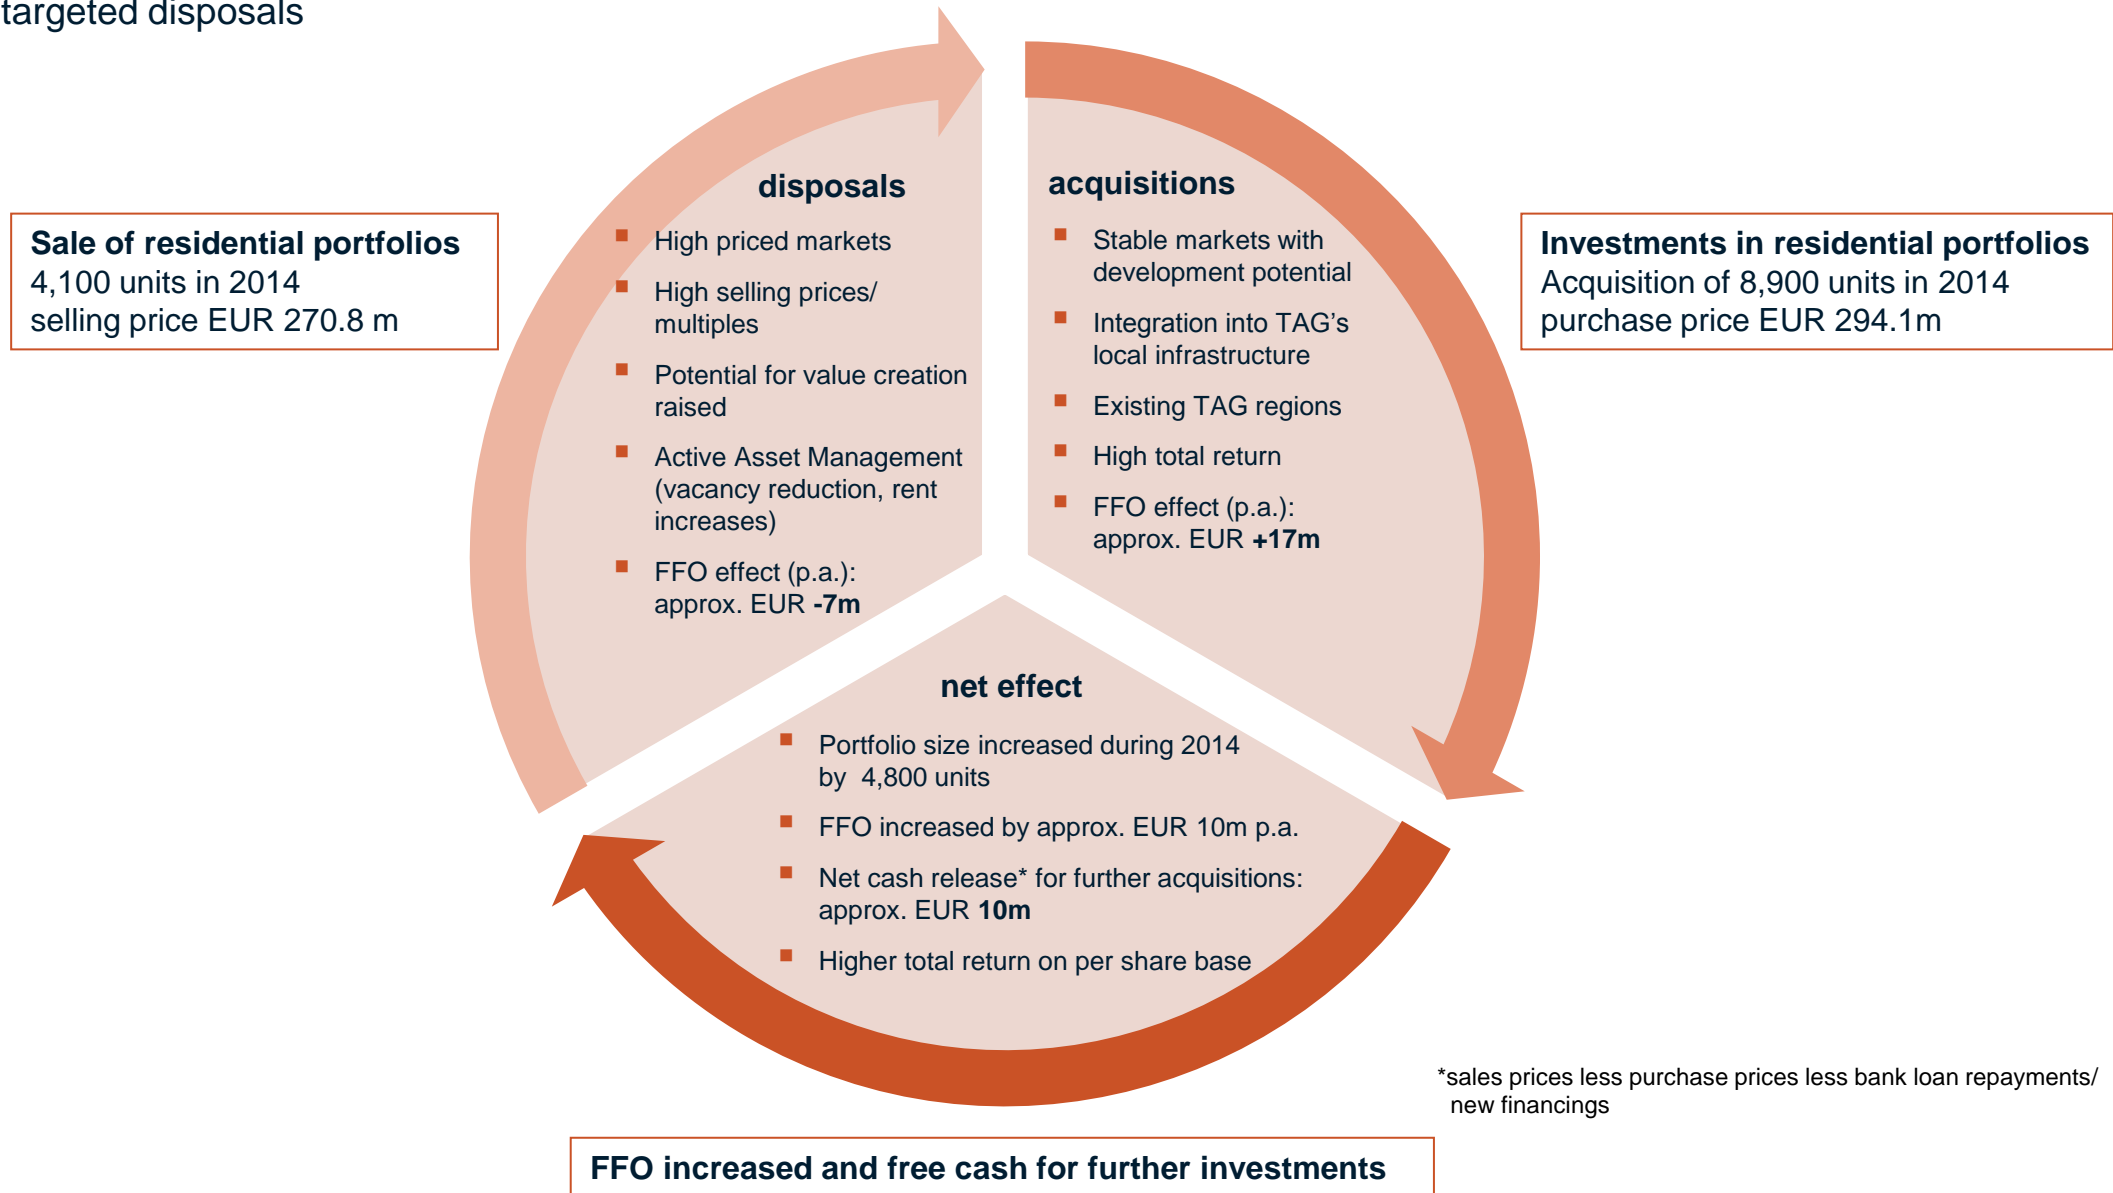 targeted disposals
Sale of residential portfolios
4,100 units in 2014
selling price EUR 270.8 m
disposals
High priced markets
High selling prices/
multiples
Potential for value creation
raised
Active Asset Management
(vacancy reduction, rent
increases)
FFO effect (p.a.):
approx. EUR -7m
acquisitions
Stable markets with
development potential
Integration into TAG’s
local infrastructure
Existing TAG regions
High total return
FFO effect (p.a.):
approx. EUR +17m
Investments in residential portfolios
Acquisition of 8,900 units in 2014
purchase price EUR 294.1m
net effect
Portfolio size increased during 2014
by 4,800 units
FFO increased by approx. EUR 10m p.a.
Net cash release* for further acquisitions:
approx. EUR 10m
Higher total return on per share base
*sales prices less purchase prices less bank loan repayments/
new financings
FFO increased and free cash for further investments